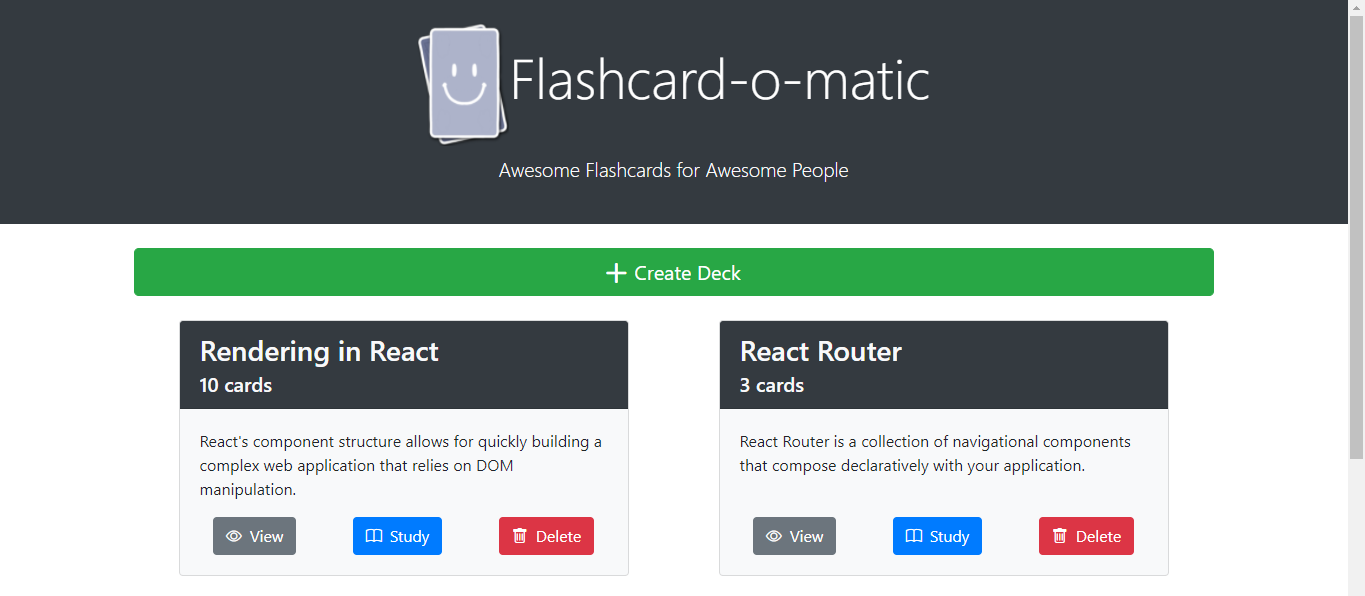 Flashcard-o-matic
Awesome Flashcards for Awesome People
Create Deck
Rendering in React
10 cards
React's component structure allows for quickly building a
complex web application that relies on DOM
manipulation.
View
Study
Delete
React Router
3 cards
React Router is a collection of navigational components
that compose declaratively with your application.
View
Study
Delete